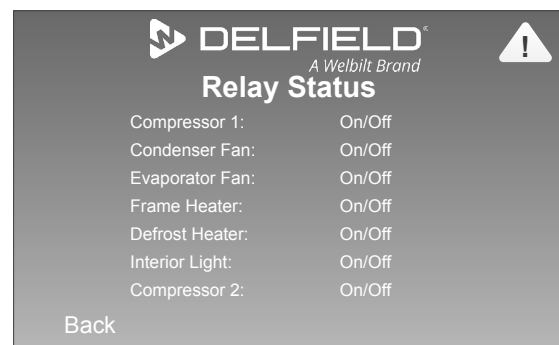 DELFIELD®
A Welbilt Brand
Relay Status
Compressor 1: On/Off
Condenser Fan: On/Off
Evaporator Fan: On/Off
Frame Heater: On/Off
Defrost Heater: On/Off
Interior Light: On/Off
Compressor 2: On/Off
Back